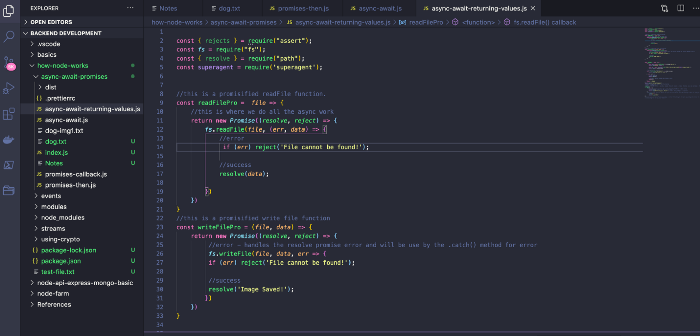 EXPLORER
OPEN EDITORS
BACKEND DEVELOPMENT
.vscode
basics
how-node-works
async-await-promises
dist
{} .prettierrc
JS async-await-returning-values.js
JS async-await.js
dog-img1.txt
dog.txt U
JS index.js U
Notes U
JS promises-callback.js
JS promises-then.js
events
modules
node_modules
streams
using-crypto
{} package-lock.json U
{} package.json U
test-file.txt U
node-api-express-mongo-basic
node-farm
References
Notes
dog.txt U
JS promises-then.js
JS async-await.js
JS async-await-returning-values.js
how-node-works > async-await-promises > JS async-await-returning-values.js > readFilePro > <function> > fs.readFile() callback
1
2 const { rejects } = require("assert");
3 const fs = require("fs");
4 const { resolve } = require("path");
5 const superagent = require('superagent');
6
7
8 //this is a promisified readFile function.
9 const readFilePro = file => {
10 //this is where we do all the async work
11 return new Promise((resolve, reject) => {
12 fs.readFile(file, (err, data) => {
13 //error
14 if (err) reject('File cannot be found!');
15
16 //success
17 resolve(data);
18
19 })
20 })
21 }
22 //this is a promisified write file function
23 const writeFilePro = (file, data) => {
24 return new Promise((resolve, reject) => {
25 //error - handles the resolve promise error and will be use by the .catch() method for error
26 fs.writeFile(file, data, err => {
27 if (err) reject('File cannot be found!');
28
29 //success
30 resolve('Image Saved!');
31 })
32 })
33 }
34